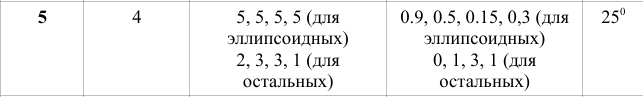 5 4 5, 5, 5, 5 (для 0.9, 0.5, 0.15, 0,3 (для 25⁰
эллипсоидных) эллипсоидных)
2, 3, 3, 1 (для 0, 1, 3, 1 (для
остальных) остальных)